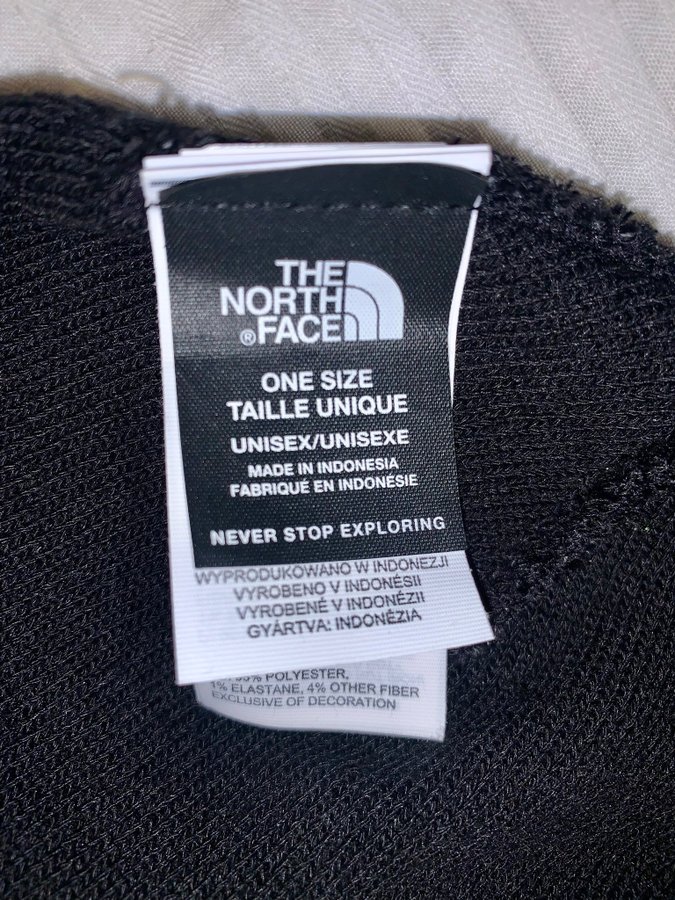 THE
NORTH
®FACE
ONE SIZE
TAILLE UNIQUE
UNISEX/UNISEXE
MADE IN INDONESIA
FABRIQUÉ EN INDONÉSIE
NEVER STOP EXPLORING
WYPRODUKOWANO W INDONEZJI
VYROBENO V INDONÉSII
VYROBENÉ V INDONÉZII
GYÁRTVA: INDONÉZIA
POLYESTER,
1% ELASTANE, 4% OTHER FIBER
EXCLUSIVE OF DECORATION